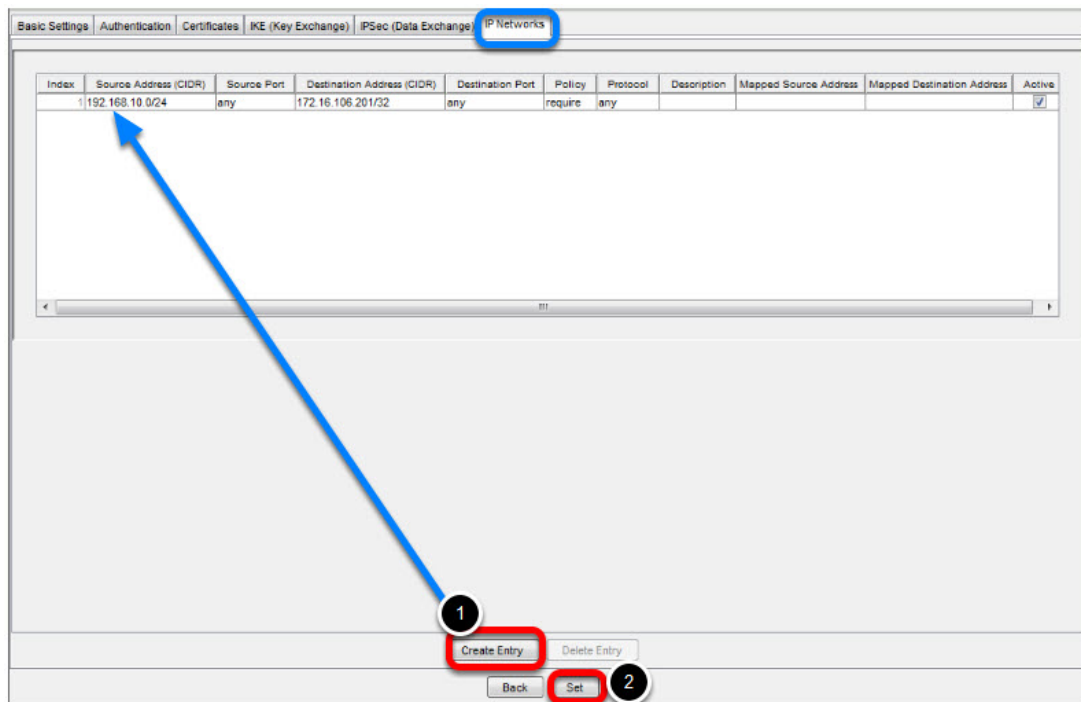 Basic Settings Authentication Certificates IKE (Key Exchange) IPSec (Data Exchange) IP Networks
Index Source Address (CIDR) Source Port Destination Address (CIDR) Destination Port Policy Protocol Description Mapped Source Address Mapped Destination Address Active
1 192.168.10.0/24 any 172.16.106.201/32 any require any
1
Create Entry Delete Entry
Back Set 2